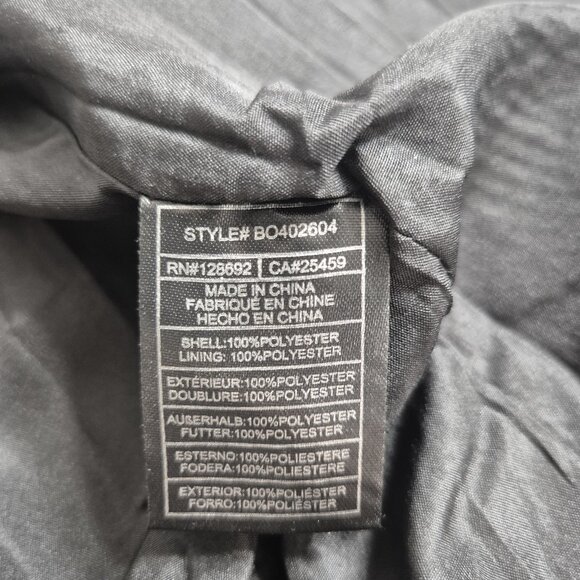 STYLE# BO402604
RN#128692 CA#25459
MADE IN CHINA
FABRIQUÉ EN CHINE
HECHO EN CHINA
SHELL:100%POLYESTER
LINING: 100%POLYESTER
EXTÉRIEUR:100%POLYESTER
DOUBLURE:100%POLYESTER
AUßERHALB:100%POLYESTER
FUTTER:100%POLYESTER
ESTERNO:100%POLIESTERE
FODERA:100%POLIESTERE
EXTERIOR:100%POLIÉSTER
FORRO:100%POLIÉSTER